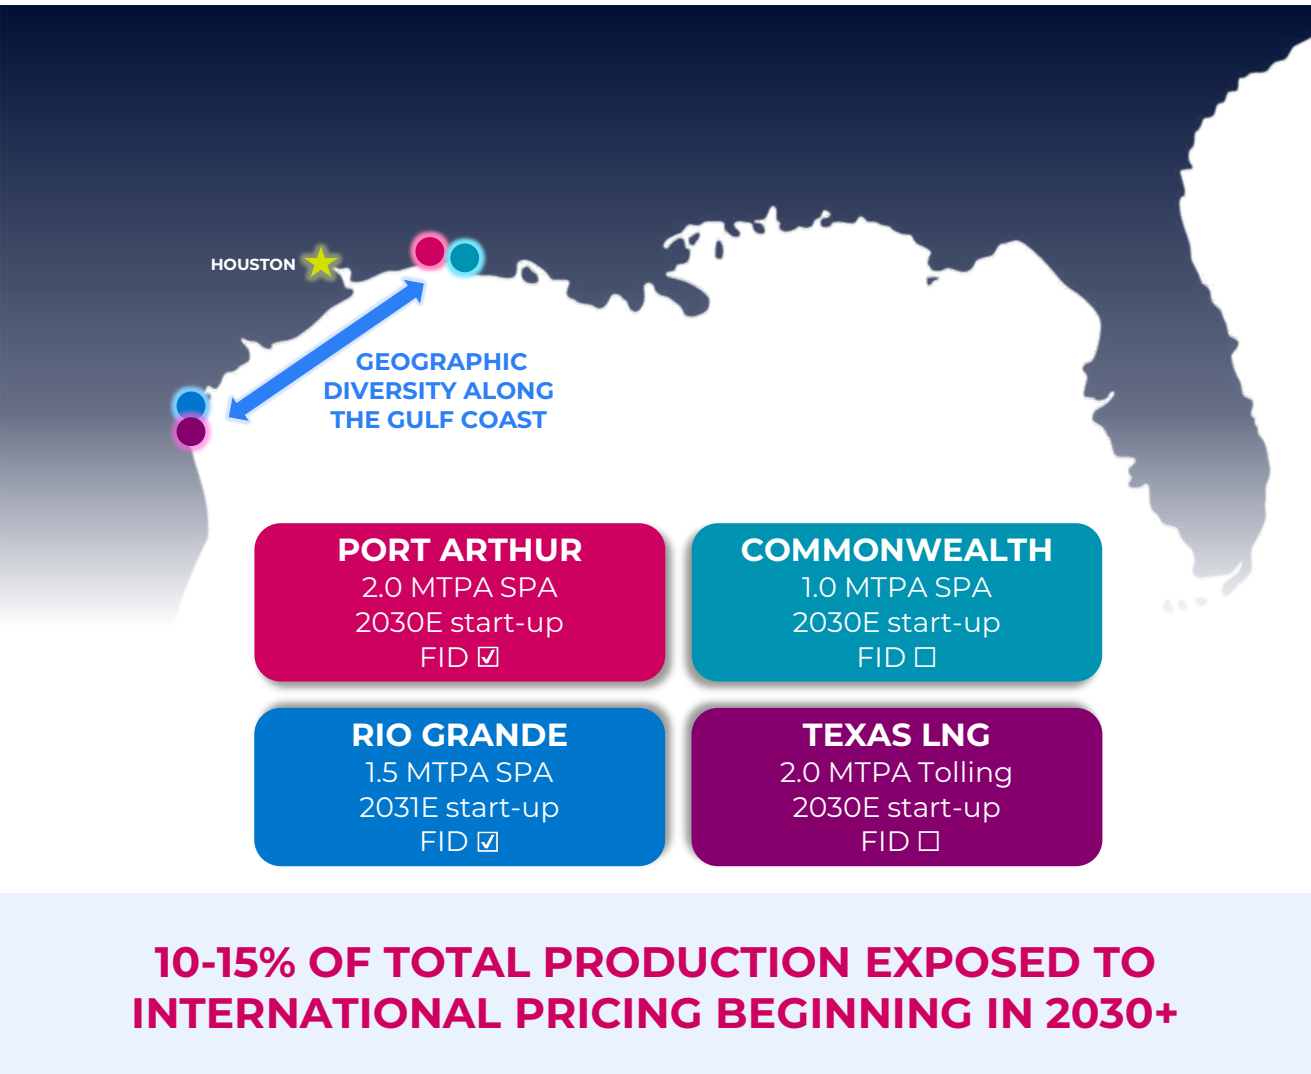 HOUSTON
GEOGRAPHIC
DIVERSITY ALONG
THE GULF COAST
PORT ARTHUR
2.0 MTPA SPA
2030E start-up
FID ☑
COMMONWEALTH
1.0 MTPA SPA
2030E start-up
FID ☐
RIO GRANDE
1.5 MTPA SPA
2031E start-up
FID ☑
TEXAS LNG
2.0 MTPA Tolling
2030E start-up
FID ☐
10-15% OF TOTAL PRODUCTION EXPOSED TO
INTERNATIONAL PRICING BEGINNING IN 2030+